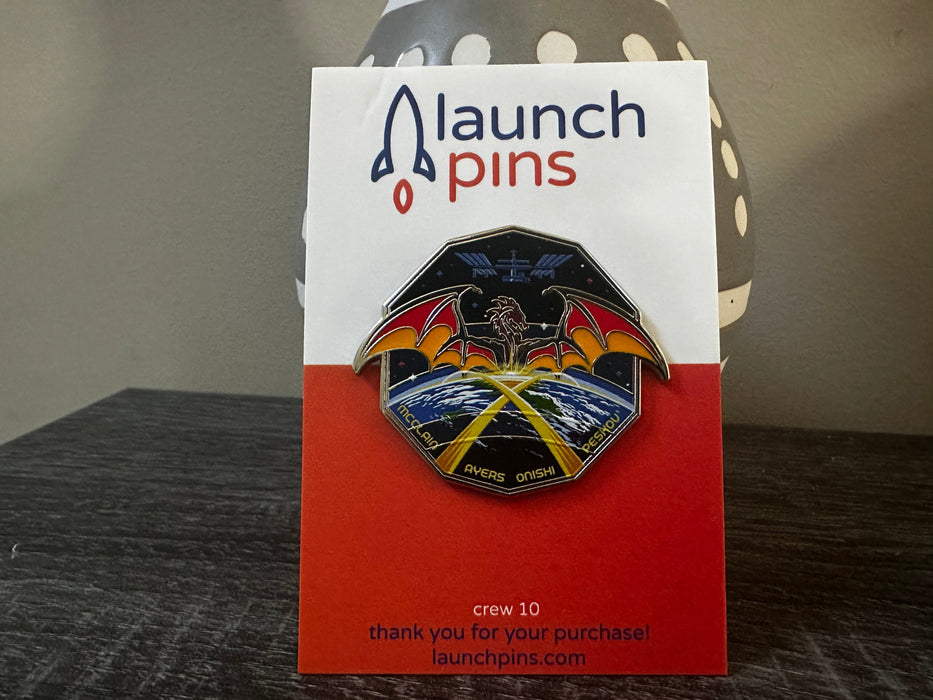 launch
pins
MCCLAIN
AYERS ONISHI
PESKOV
crew 10
thank you for your purchase!
launchpins.com